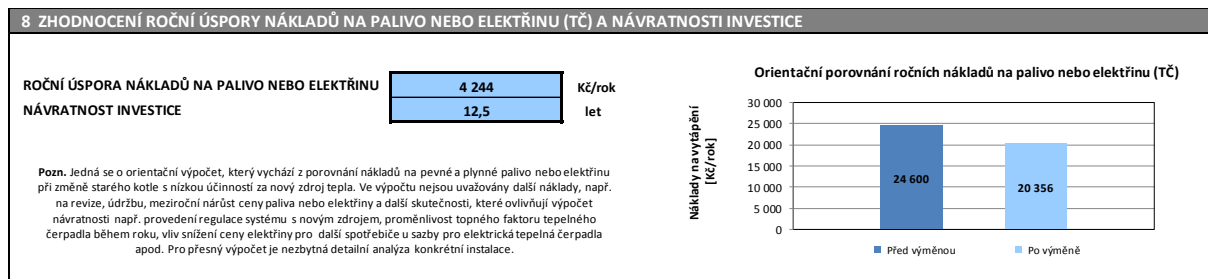 8 ZHODNOCENÍ ROČNÍ ÚSPORY NÁKLADŮ NA PALIVO NEBO ELEKTŘINU (TČ) A NÁVRATNOSTI INVESTICE
ROČNÍ ÚSPORA NÁKLADŮ NA PALIVO NEBO ELEKTŘINU 4 244 Kč/rok
NÁVRATNOST INVESTICE 12,5 let
Pozn. Jedná se o orientační výpočet, který vychází z porovnání nákladů na pevné a plynné palivo nebo elektřinu
při změně starého kotle s nízkou účinností za nový zdroj tepla. Ve výpočtu nejsou uvažovány další náklady, např.
na revize, údržbu, meziroční nárůst ceny paliva nebo elektřiny a další skutečnosti, které ovlivňují výpočet
návratnosti např. provedení regulace systému s novým zdrojem, proměnlivost topného faktoru tepelného
čerpadla během roku, vliv snížení ceny elektřiny pro další spotřebiče u sazby pro elektrická tepelná čerpadla
apod. Pro přesný výpočet je nezbytná detailní analýza konkrétní instalace.
Orientační porovnání ročních nákladů na palivo nebo elektřinu (TČ)
Náklady na vytápění
[Kč/rok]
30 000
25 000
20 000
15 000
10 000
5 000
0
24 600
20 356
Před výměnou
Po výměně